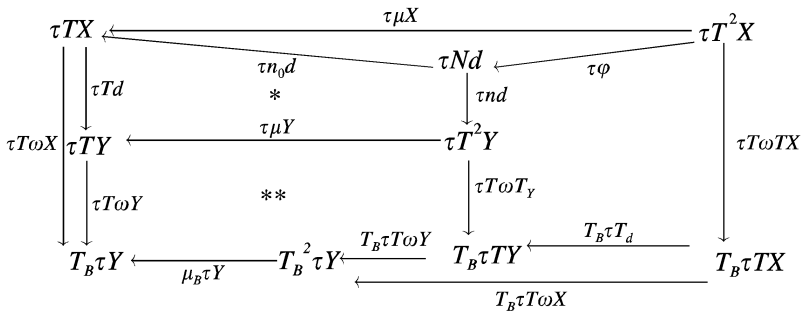 τμX
τTX τT²X
τNd
τn₀d τφ
τTd * τnd
τμY
τTωX τTY τT²Y τTωTX
τTωY ** τTωT_Y
T_BτTωY T_BτT_d
T_BτY T_B²τY T_BτTY T_BτTX
μ_BτY
T_BτTωX